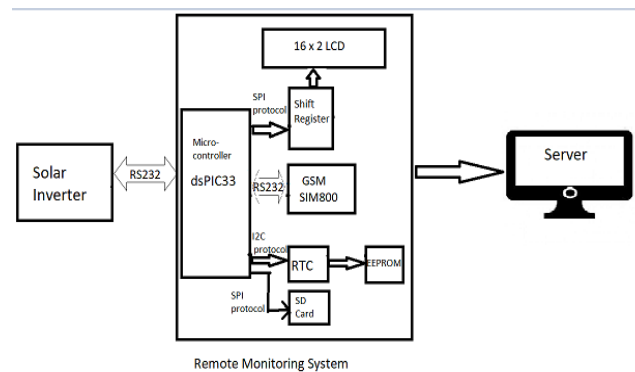 16 x 2 LCD
SPI
protocol
Shift
Register
Micro-
controller
dsPIC33
Solar
Inverter
RS232
RS232
GSM
SIM800
Server
I2C
protocol
RTC
EEPROM
SPI
protocol
SD
Card
Remote Monitoring System